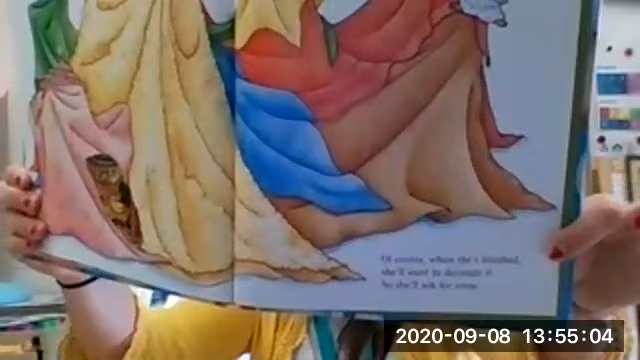 Of course, when she's finished,
she'll want to decorate it.
So she'll ask for some
2020-09-08 13:55:04